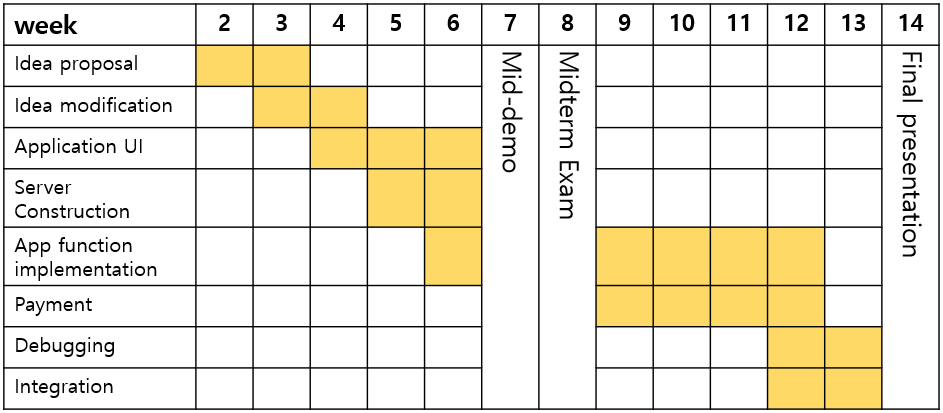 week 2 3 4 5 6 7 8 9 10 11 12 13 14
Idea proposal
Idea modification
Application UI
Server
Construction
App function
implementation
Payment
Debugging
Integration
Mid-demo
Midterm Exam
Final presentation